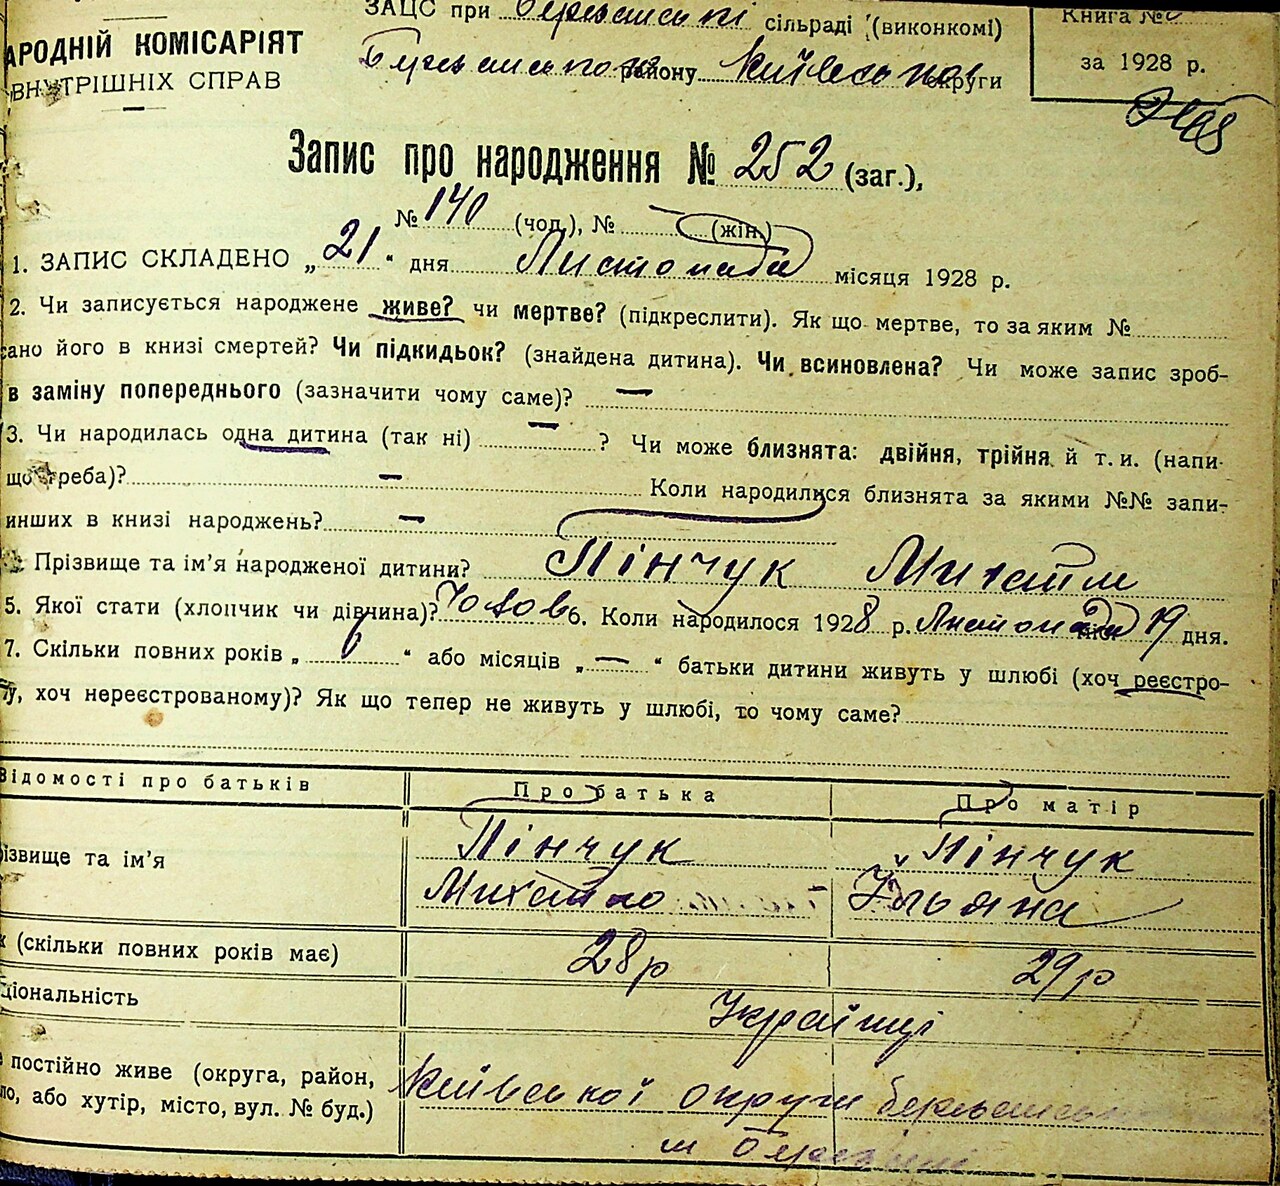 ЗАЦС при сільраді (виконкомі)
Книга №
АРОДНІЙ КОМІСАРІЯТ
ВНУТРІШНІХ СПРАВ
району Київської округи
за 1928 р.
Запис про народження № 252 (заг.),
№ 140 (чол.), № (жін.)
1. ЗАПИС СКЛАДЕНО „21“ дня Листопада місяця 1928 р.
2. Чи записується народжене живе? чи мертве? (підкреслити). Як що мертве, то за яким №
ано його в книзі смертей? Чи підкидьок? (знайдена дитина). Чи всиновлена? Чи може запис зроб-
в заміну попереднього (зазначити чому саме)? —
3. Чи народилась одна дитина (так ні) — ? Чи може близнята: двійня, трійня й т. и. (напи-
що треба)? — Коли народилися близнята за якими №№ запи-
инших в книзі народжень? —
Прізвище та ім'я народженої дитини? Пінчук Михайло
5. Якої стати (хлопчик чи дівчина)? Чолов 6. Коли народилося 1928 р. Листопада 19 дня.
7. Скільки повних років „ “ або місяців „—“ батьки дитини живуть у шлюбі (хоч реєстро-
у, хоч нереєстрованому)? Як що тепер не живуть у шлюбі, то чому саме?
Відомості про батьків Про батька Про матір
ізвище та ім'я Пінчук Пінчук
Михайло Ульяна
к (скільки повних років має) 28р 29р
ціональність Українці
постійно живе (округа, район, Київської округи
ло, або хутір, місто, вул. № буд.)
м